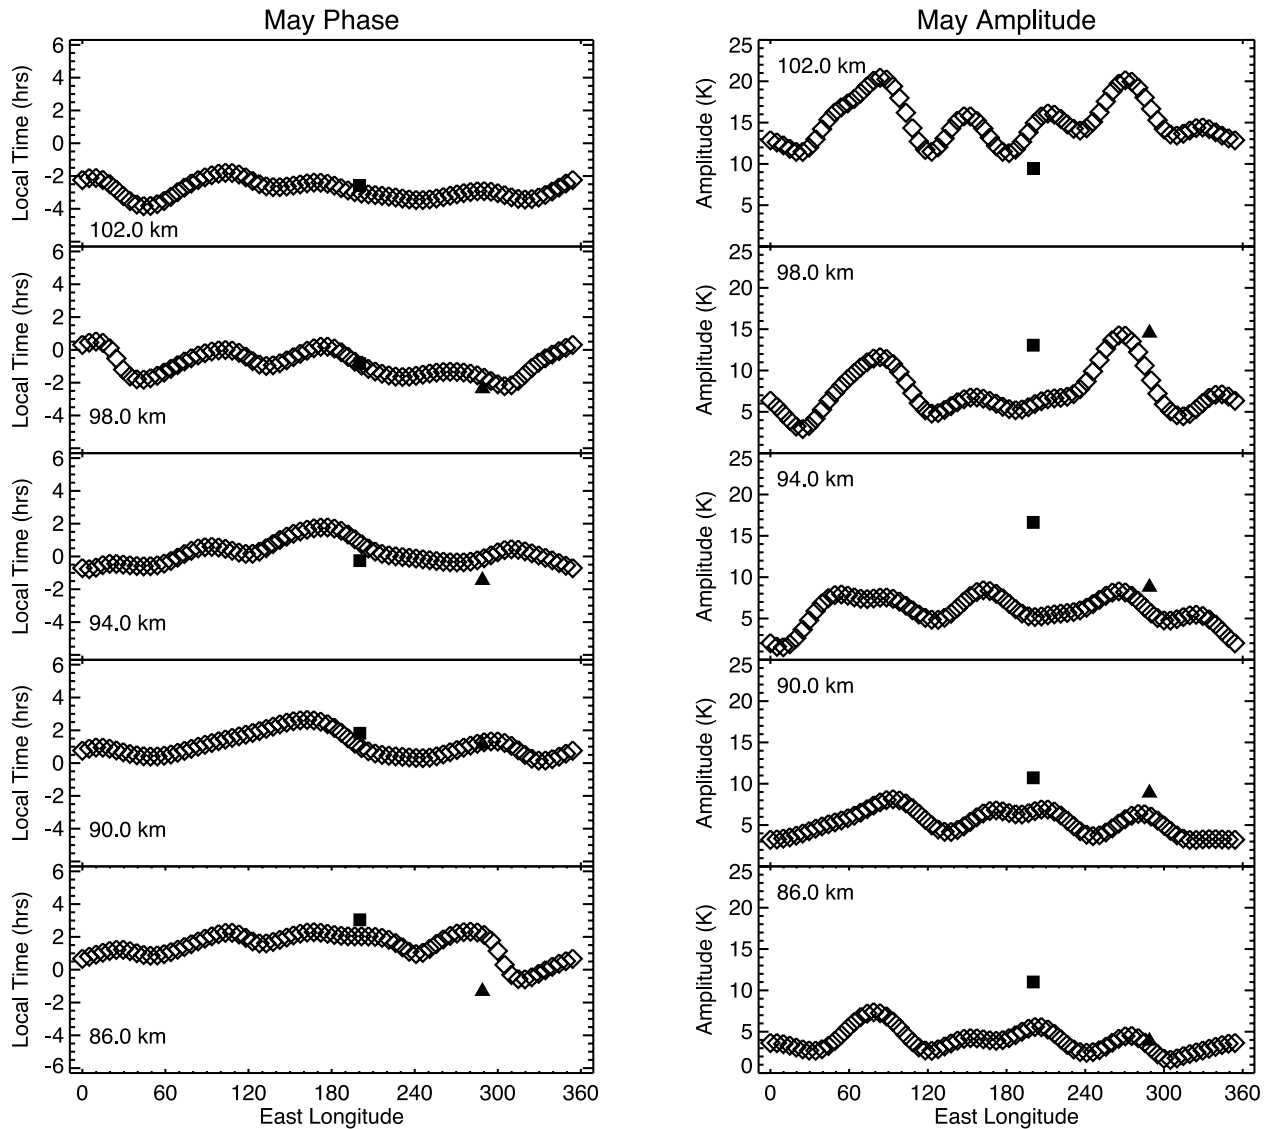 May Phase
6
4
2
0
-2
-4
Local Time (hrs)
102.0 km
6
4
2
0
-2
-4
Local Time (hrs)
98.0 km
6
4
2
0
-2
-4
Local Time (hrs)
94.0 km
6
4
2
0
-2
-4
Local Time (hrs)
90.0 km
6
4
2
0
-2
-4
-6
Local Time (hrs)
86.0 km
0 60 120 180 240 300 360
East Longitude
May Amplitude
25
20
15
10
5
Amplitude (K)
102.0 km
25
20
15
10
5
Amplitude (K)
98.0 km
25
20
15
10
5
Amplitude (K)
94.0 km
25
20
15
10
5
Amplitude (K)
90.0 km
25
20
15
10
5
0
Amplitude (K)
86.0 km
0 60 120 180 240 300 360
East Longitude